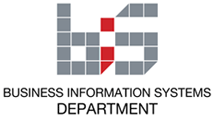 bis
BUSINESS INFORMATION SYSTEMS
DEPARTMENT